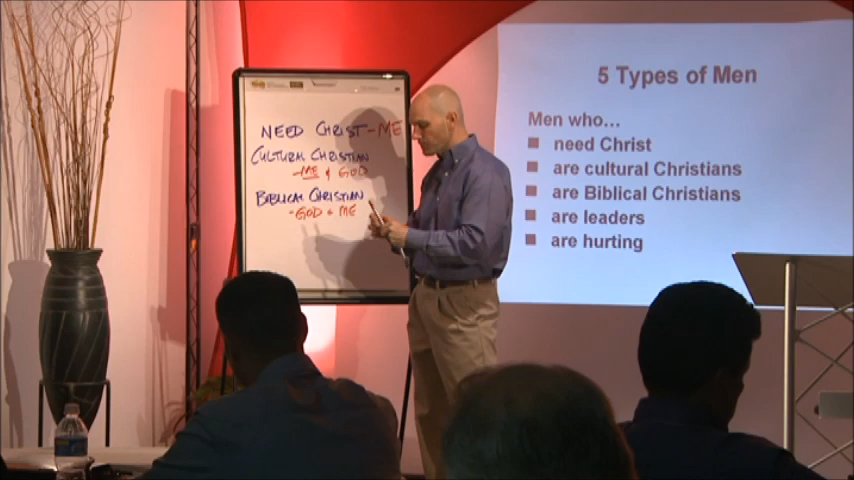 NEED CHRIST - ME
CULTURAL CHRISTIAN
- ME & GOD
BIBLICAL CHRISTIAN
- GOD & ME
5 Types of Men
Men who...
need Christ
are cultural Christians
are Biblical Christians
are leaders
are hurting